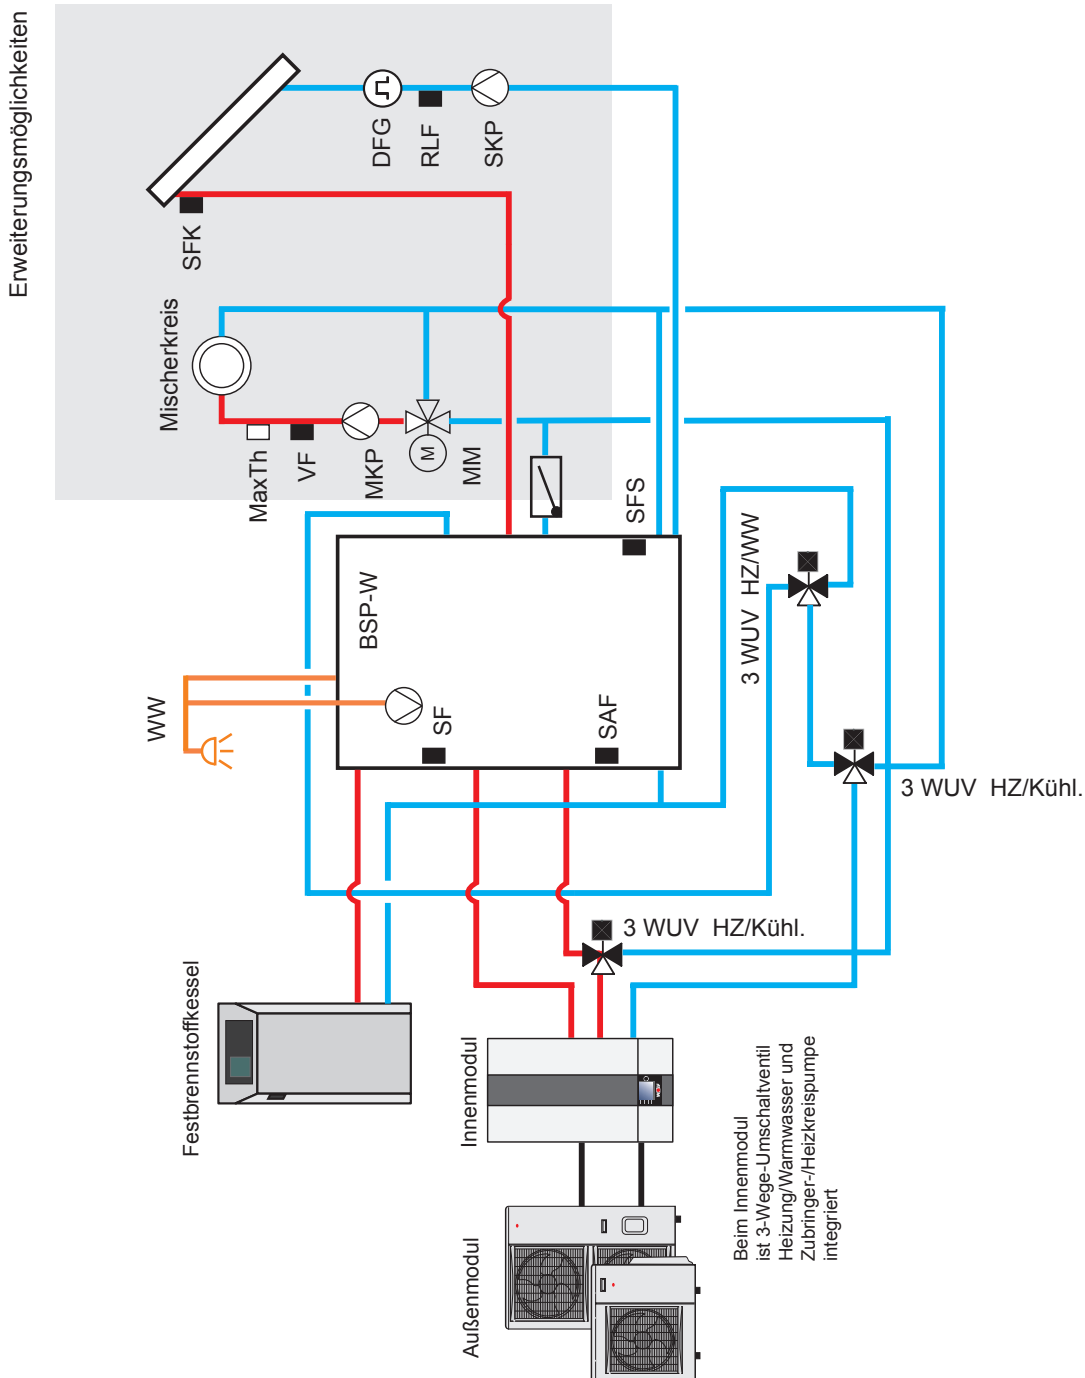 Erweiterungsmöglichkeiten
DFG
RLF
SKP
SFK
Mischerkreis
MaxTh
VF
MKP
M
MM
SFS
BSP-W
3 WUV HZ/WW
WW
SF
SAF
3 WUV HZ/Kühl.
3 WUV HZ/Kühl.
Festbrennstoffkessel
Innenmodul
Außenmodul
Beim Innenmodul
ist 3-Wege-Umschaltventil
Heizung/Warmwasser und
Zubringer-/Heizkreispumpe
integriert